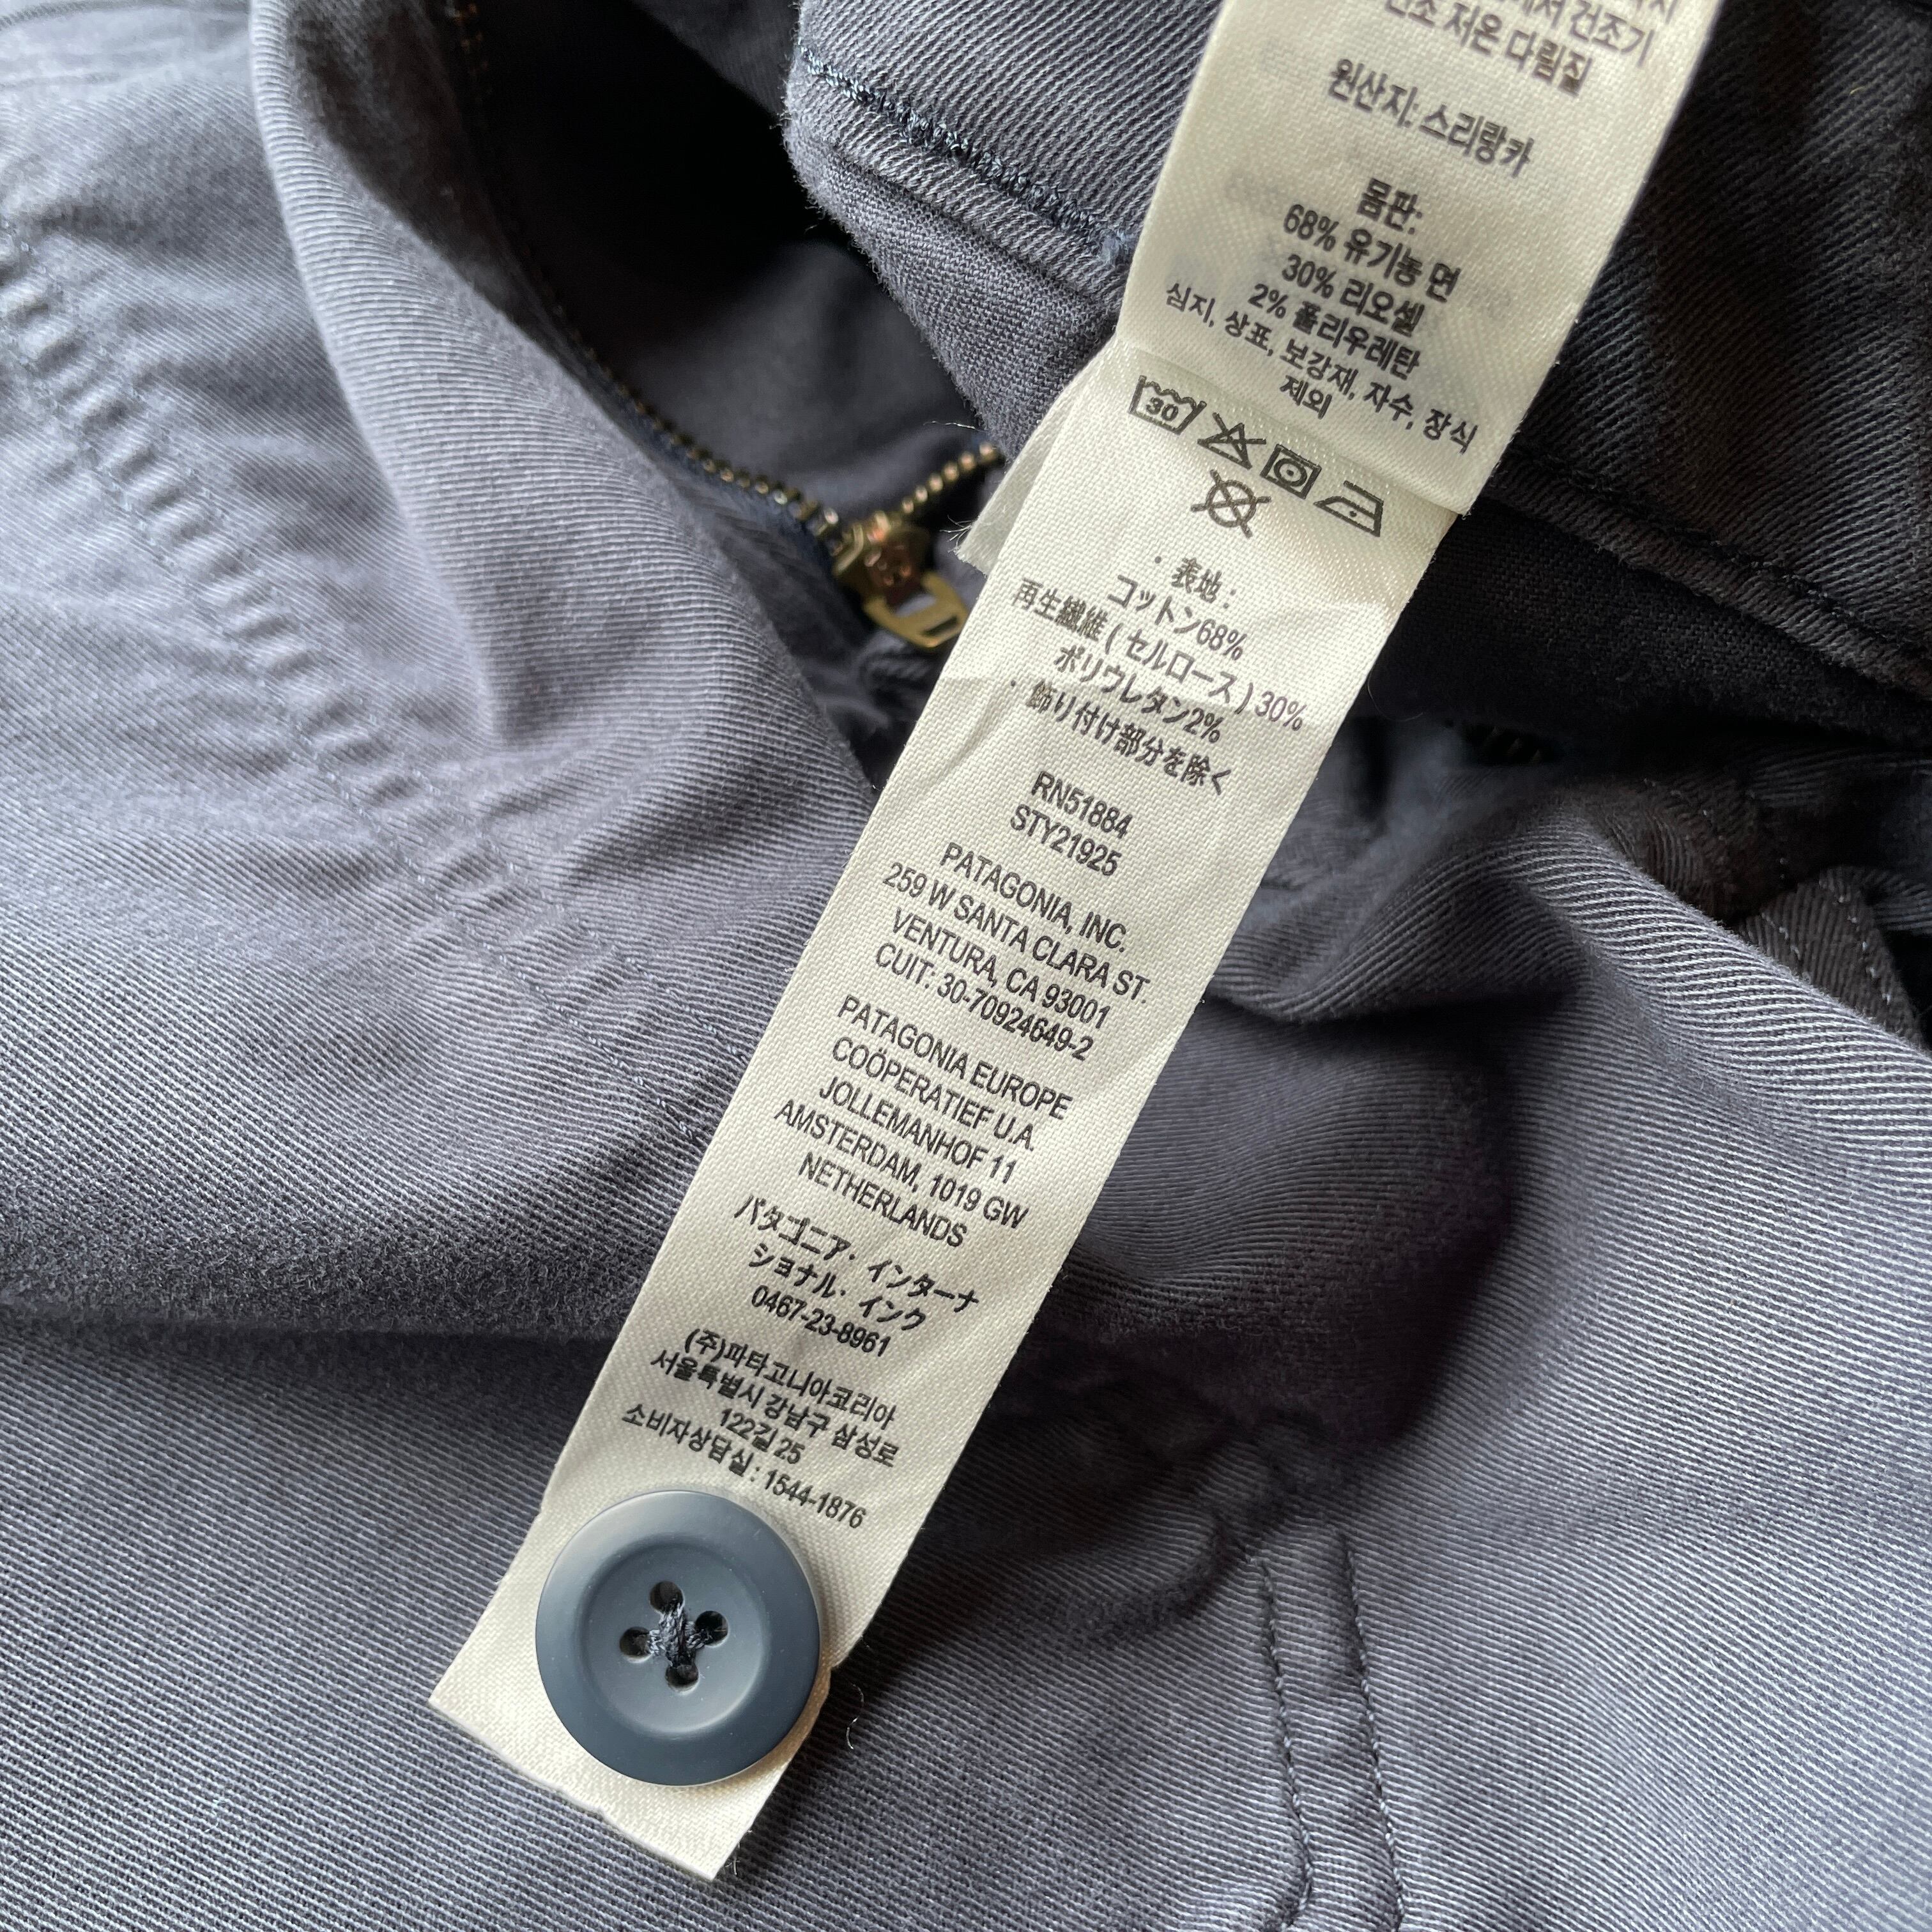 건조기
건조 저온 다림질
원산지: 스리랑카
몸판:
68% 유기농 면
30% 리오셀
2% 폴리우레탄
심지, 상표, 보강재, 자수, 장식
제외
30
・表地:
コットン68%
再生繊維 ( セルロース ) 30%
ポリウレタン2%
・飾り付け部分を除く
RN51884
STY21925
PATAGONIA, INC.
259 W SANTA CLARA ST.
VENTURA, CA 93001
CUIT: 30-70924649-2
PATAGONIA EUROPE
COÖPERATIEF U.A.
JOLLEMANHOF 11
AMSTERDAM, 1019 GW
NETHERLANDS
パタゴニア・インターナ
ショナル・インク
0467-23-8961
(주)파타고니아코리아
서울특별시 강남구 삼성로
122길 25
소비자상담실 : 1544-1876